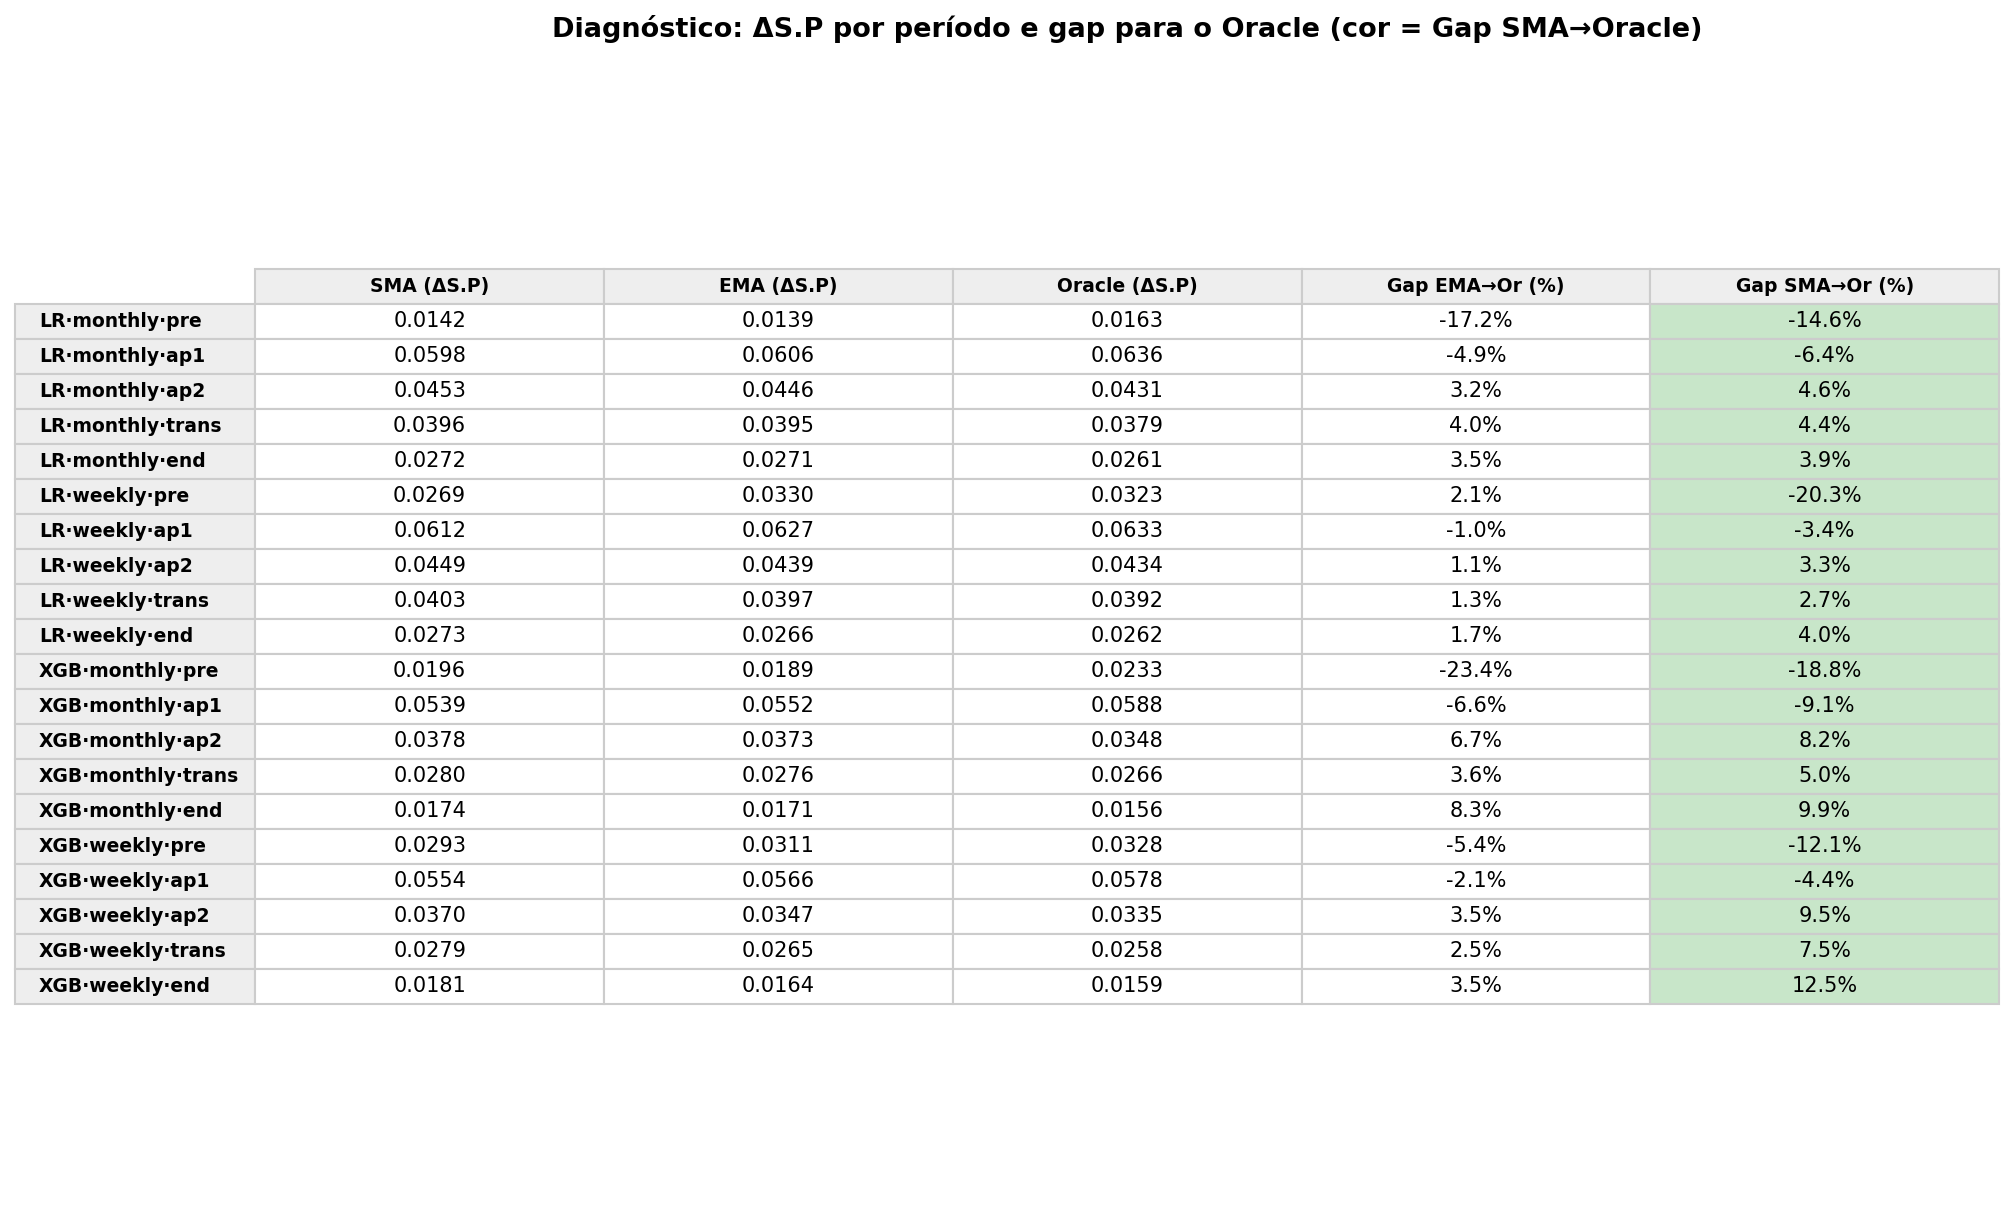 Diagnóstico: ΔS.P por período e gap para o Oracle (cor = Gap SMA→Oracle)
SMA (ΔS.P) EMA (ΔS.P) Oracle (ΔS.P) Gap EMA→Or (%) Gap SMA→Or (%)
LR·monthly·pre 0.0142 0.0139 0.0163 -17.2% -14.6%
LR·monthly·ap1 0.0598 0.0606 0.0636 -4.9% -6.4%
LR·monthly·ap2 0.0453 0.0446 0.0431 3.2% 4.6%
LR·monthly·trans 0.0396 0.0395 0.0379 4.0% 4.4%
LR·monthly·end 0.0272 0.0271 0.0261 3.5% 3.9%
LR·weekly·pre 0.0269 0.0330 0.0323 2.1% -20.3%
LR·weekly·ap1 0.0612 0.0627 0.0633 -1.0% -3.4%
LR·weekly·ap2 0.0449 0.0439 0.0434 1.1% 3.3%
LR·weekly·trans 0.0403 0.0397 0.0392 1.3% 2.7%
LR·weekly·end 0.0273 0.0266 0.0262 1.7% 4.0%
XGB·monthly·pre 0.0196 0.0189 0.0233 -23.4% -18.8%
XGB·monthly·ap1 0.0539 0.0552 0.0588 -6.6% -9.1%
XGB·monthly·ap2 0.0378 0.0373 0.0348 6.7% 8.2%
XGB·monthly·trans 0.0280 0.0276 0.0266 3.6% 5.0%
XGB·monthly·end 0.0174 0.0171 0.0156 8.3% 9.9%
XGB·weekly·pre 0.0293 0.0311 0.0328 -5.4% -12.1%
XGB·weekly·ap1 0.0554 0.0566 0.0578 -2.1% -4.4%
XGB·weekly·ap2 0.0370 0.0347 0.0335 3.5% 9.5%
XGB·weekly·trans 0.0279 0.0265 0.0258 2.5% 7.5%
XGB·weekly·end 0.0181 0.0164 0.0159 3.5% 12.5%